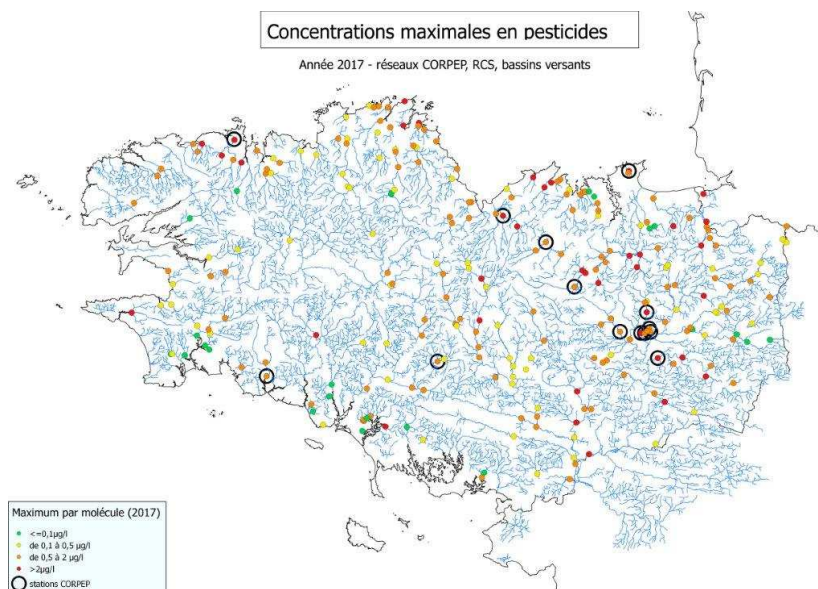 Concentrations maximales en pesticides
Année 2017 - réseaux CORPEP, RCS, bassins versants
Maximum par molécule (2017)
<=0,1µg/l
de 0,1 à 0,5 µg/l
de 0,5 à 2 µg/l
>2µg/l
stations CORPEP